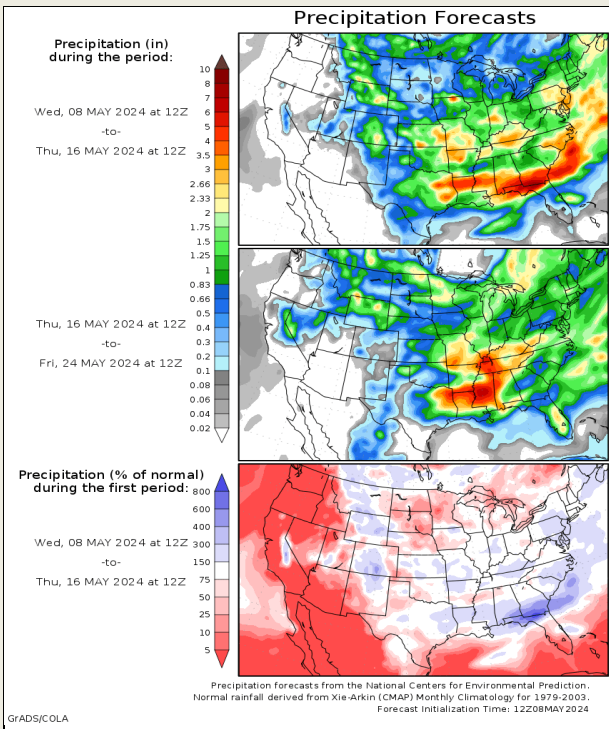 Precipitation Forecasts
Precipitation (in)
during the period:
Wed, 08 MAY 2024 at 12Z
-to-
Thu, 16 MAY 2024 at 12Z
10
8
7
6
5
4
3.5
3
2.66
2.33
2
1.75
1.5
1.25
1
0.83
0.66
0.5
0.4
0.3
0.2
0.1
0.08
0.06
0.04
0.02
Thu, 16 MAY 2024 at 12Z
-to-
Fri, 24 MAY 2024 at 12Z
Precipitation (% of normal)
during the first period:
Wed, 08 MAY 2024 at 12Z
-to-
Thu, 16 MAY 2024 at 12Z
800
600
400
300
150
75
50
25
10
5
Precipitation forecasts from the National Centers for Environmental Prediction.
Normal rainfall derived from Xie-Arkin (CMAP) Monthly Climatology for 1979-2003.
Forecast Initialization Time: 12Z08MAY2024
GrADS/COLA